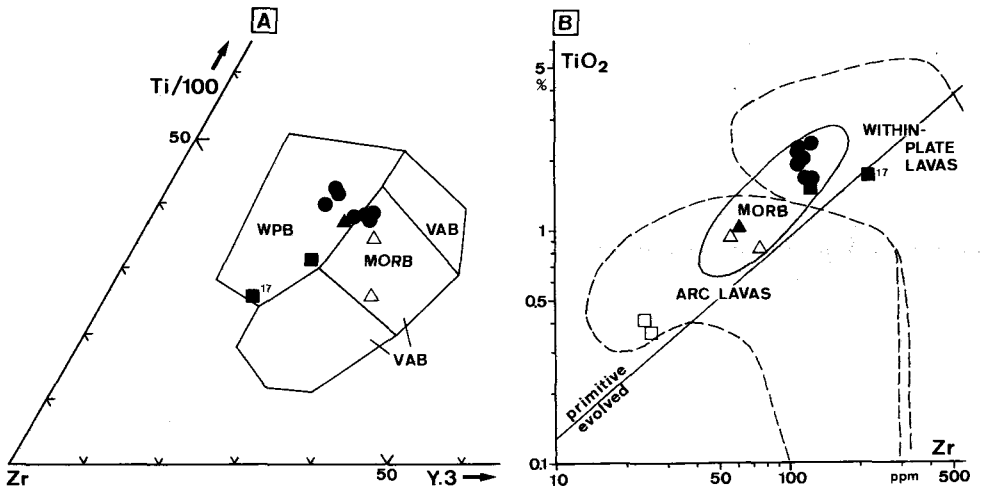 A
Ti/100
50
WPB
VAB
MORB
17
VAB
Zr
50
Y.3
B
5
TiO2
%
WITHIN-
PLATE
LAVAS
17
MORB
1
ARC LAVAS
0.5
primitive
evolved
Zr
0.1
10
50
100
ppm
500